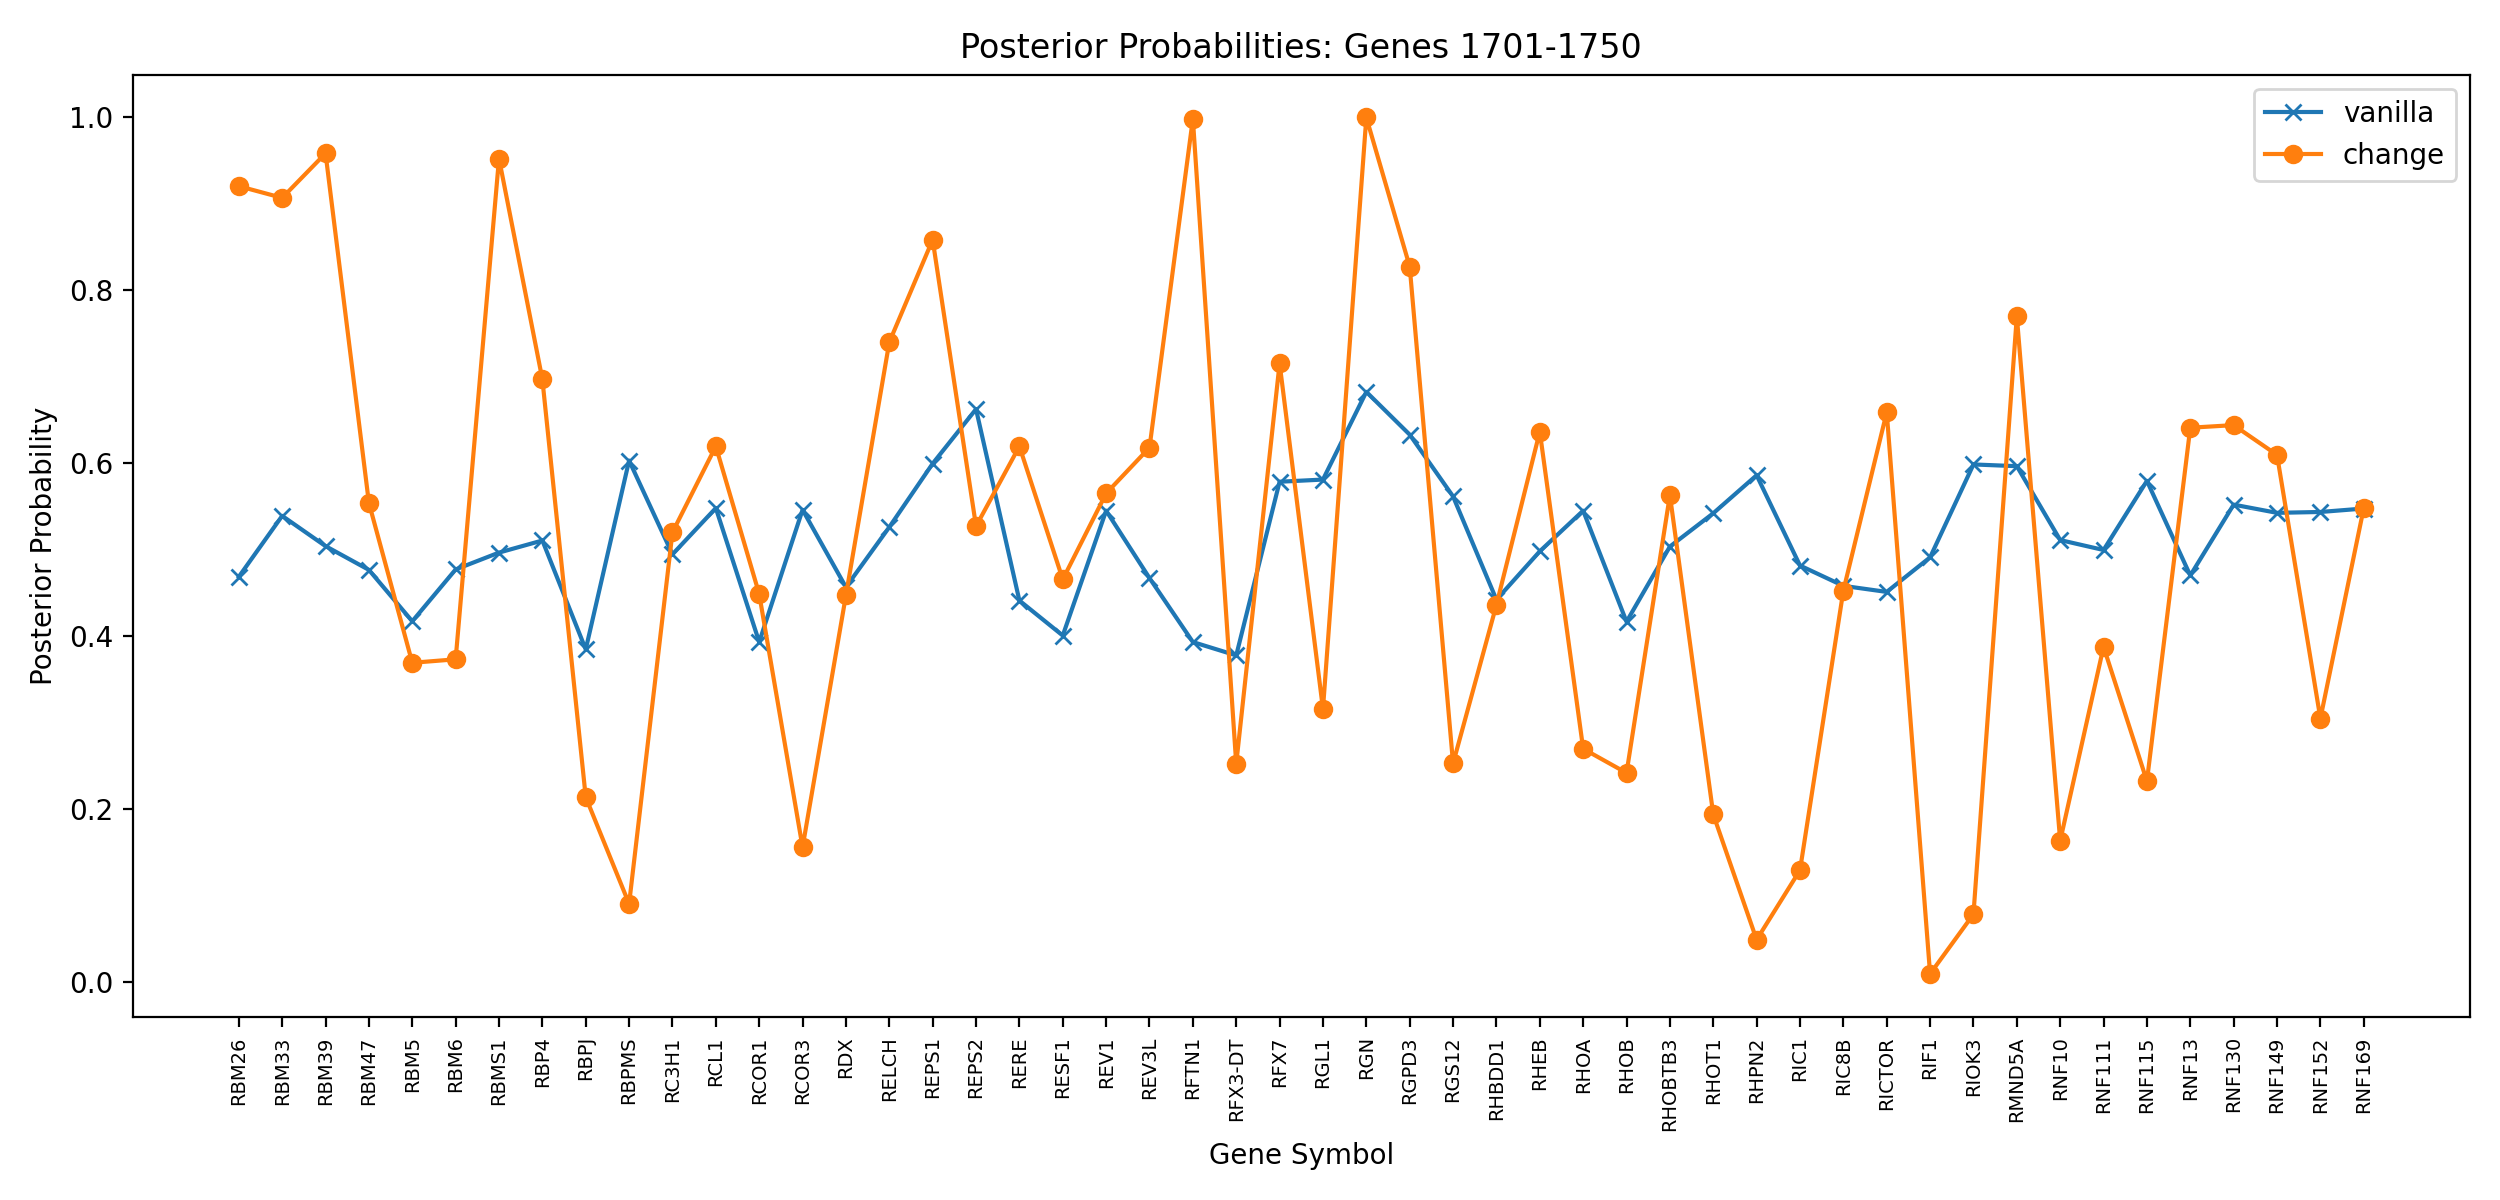 Posterior Probabilities: Genes 1701-1750
vanilla
change
Posterior Probability
1.0
0.8
0.6
0.4
0.2
0.0
RBM26
RBM33
RBM39
RBM47
RBM5
RBM6
RBMS1
RBP4
RBPJ
RBPMS
RC3H1
RCL1
RCOR1
RCOR3
RDX
RELCH
REPS1
REPS2
RERE
RESF1
REV1
REV3L
RFTN1
RFX3-DT
RFX7
RGL1
RGN
RGPD3
RGS12
RHBDD1
RHEB
RHOA
RHOB
RHOBTB3
RHOT1
RHPN2
RIC1
RIC8B
RICTOR
RIF1
RIOK3
RMND5A
RNF10
RNF111
RNF115
RNF13
RNF130
RNF149
RNF152
RNF169
Gene Symbol